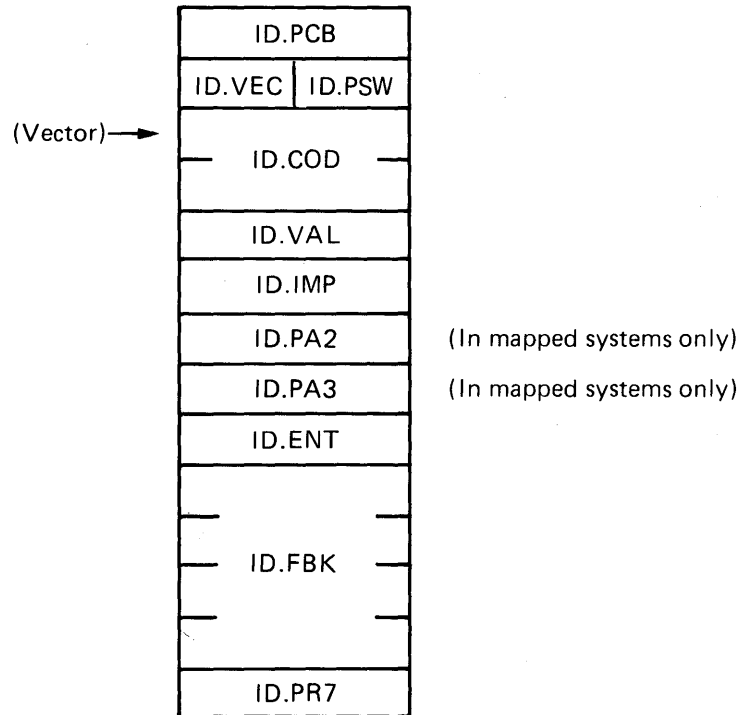 ID.PCB
ID.VEC ID.PSW
(Vector)
ID.COD
ID.VAL
ID.IMP
ID.PA2 (In mapped systems only)
ID.PA3 (In mapped systems only)
ID.ENT
ID.FBK
ID.PR7